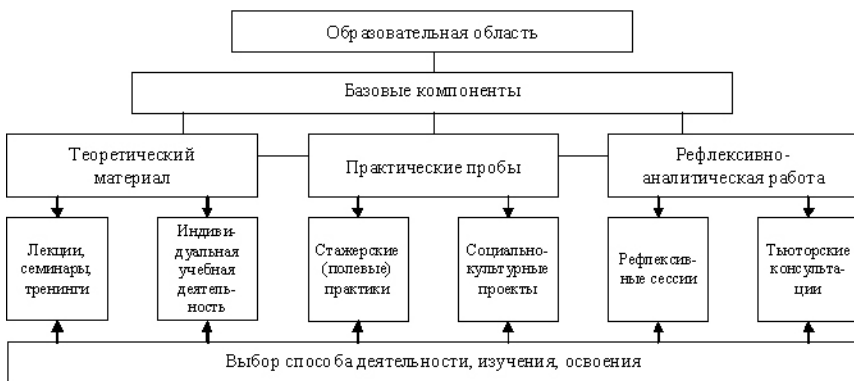 Образовательная область
Базовые компоненты
Теоретический
материал
Практические пробы
Рефлексивно-
аналитическая работа
Лекции,
семинары,
тренинги
Индиви-
дуальная
учебная
деятель-
ность
Стажерские
(полевые)
практики
Социально-
культурные
проекты
Рефлексив-
ные сессии
Тьюторские
консульта-
ции
Выбор способа деятельности, изучения, освоения